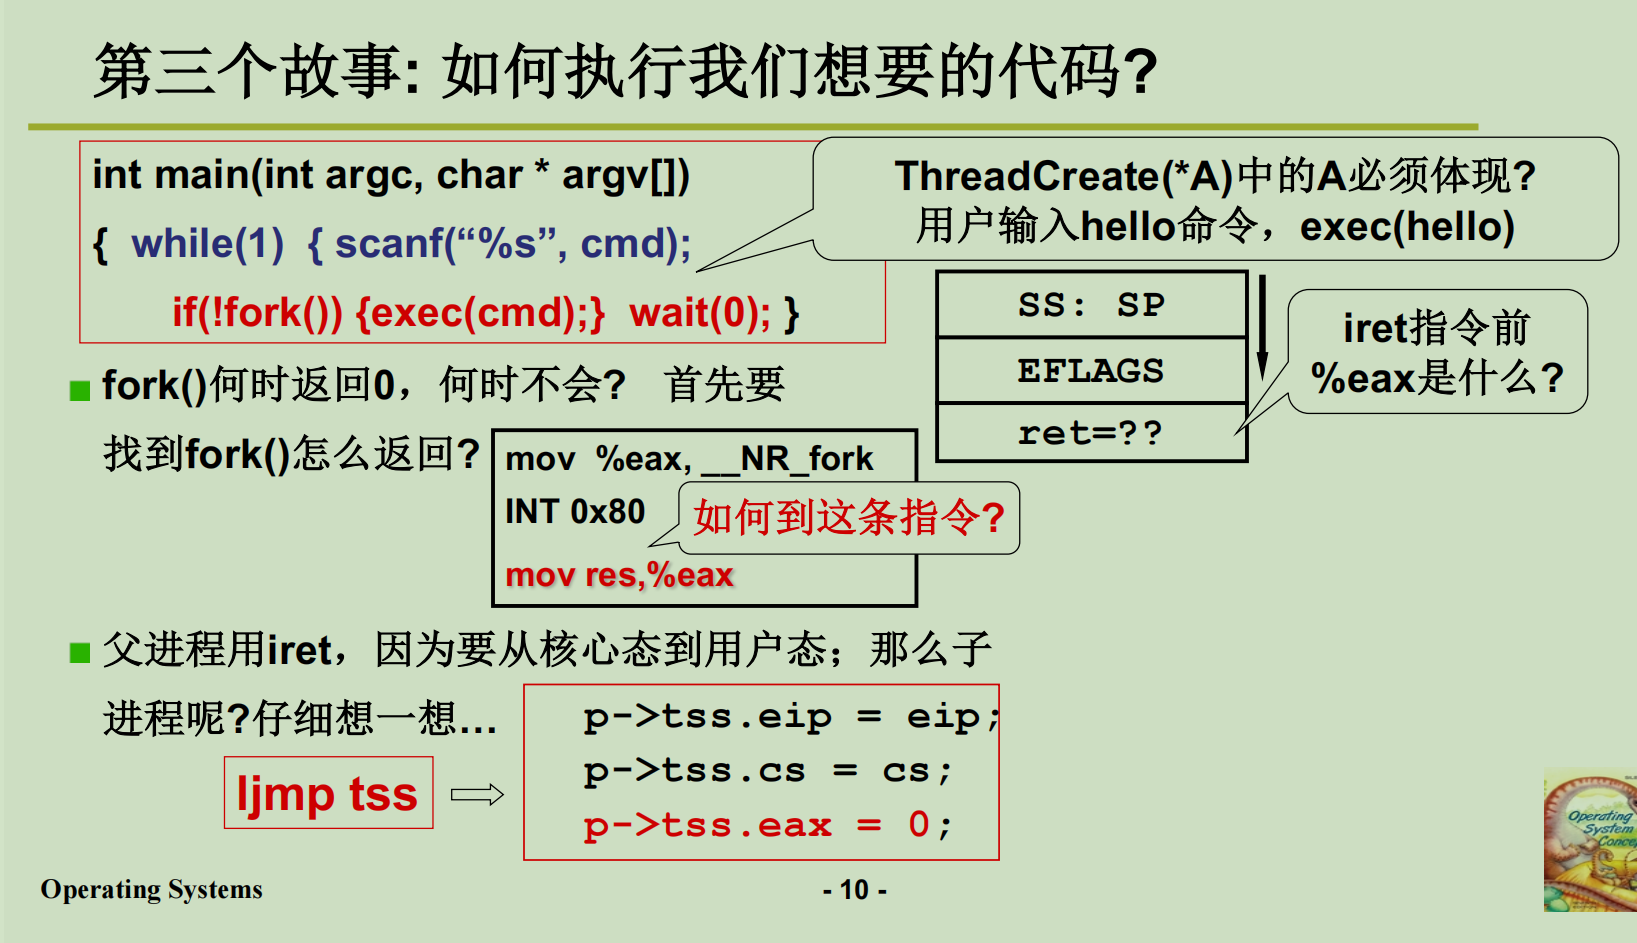 第三个故事: 如何执行我们想要的代码?
int main(int argc, char * argv[])
{ while(1) { scanf(“%s”, cmd);
if(!fork()) {exec(cmd);} wait(0); }
ThreadCreate(*A)中的A必须体现?
用户输入hello命令，exec(hello)
SS: SP
EFLAGS
ret=??
iret指令前
%eax是什么?
fork()何时返回0，何时不会? 首先要
找到fork()怎么返回?
mov %eax, __NR_fork
INT 0x80
mov res,%eax
如何到这条指令?
父进程用iret，因为要从核心态到用户态；那么子
进程呢?仔细想一想…
ljmp tss
p->tss.eip = eip;
p->tss.cs = cs;
p->tss.eax = 0;
Operating Systems
- 10 -
Operating
System